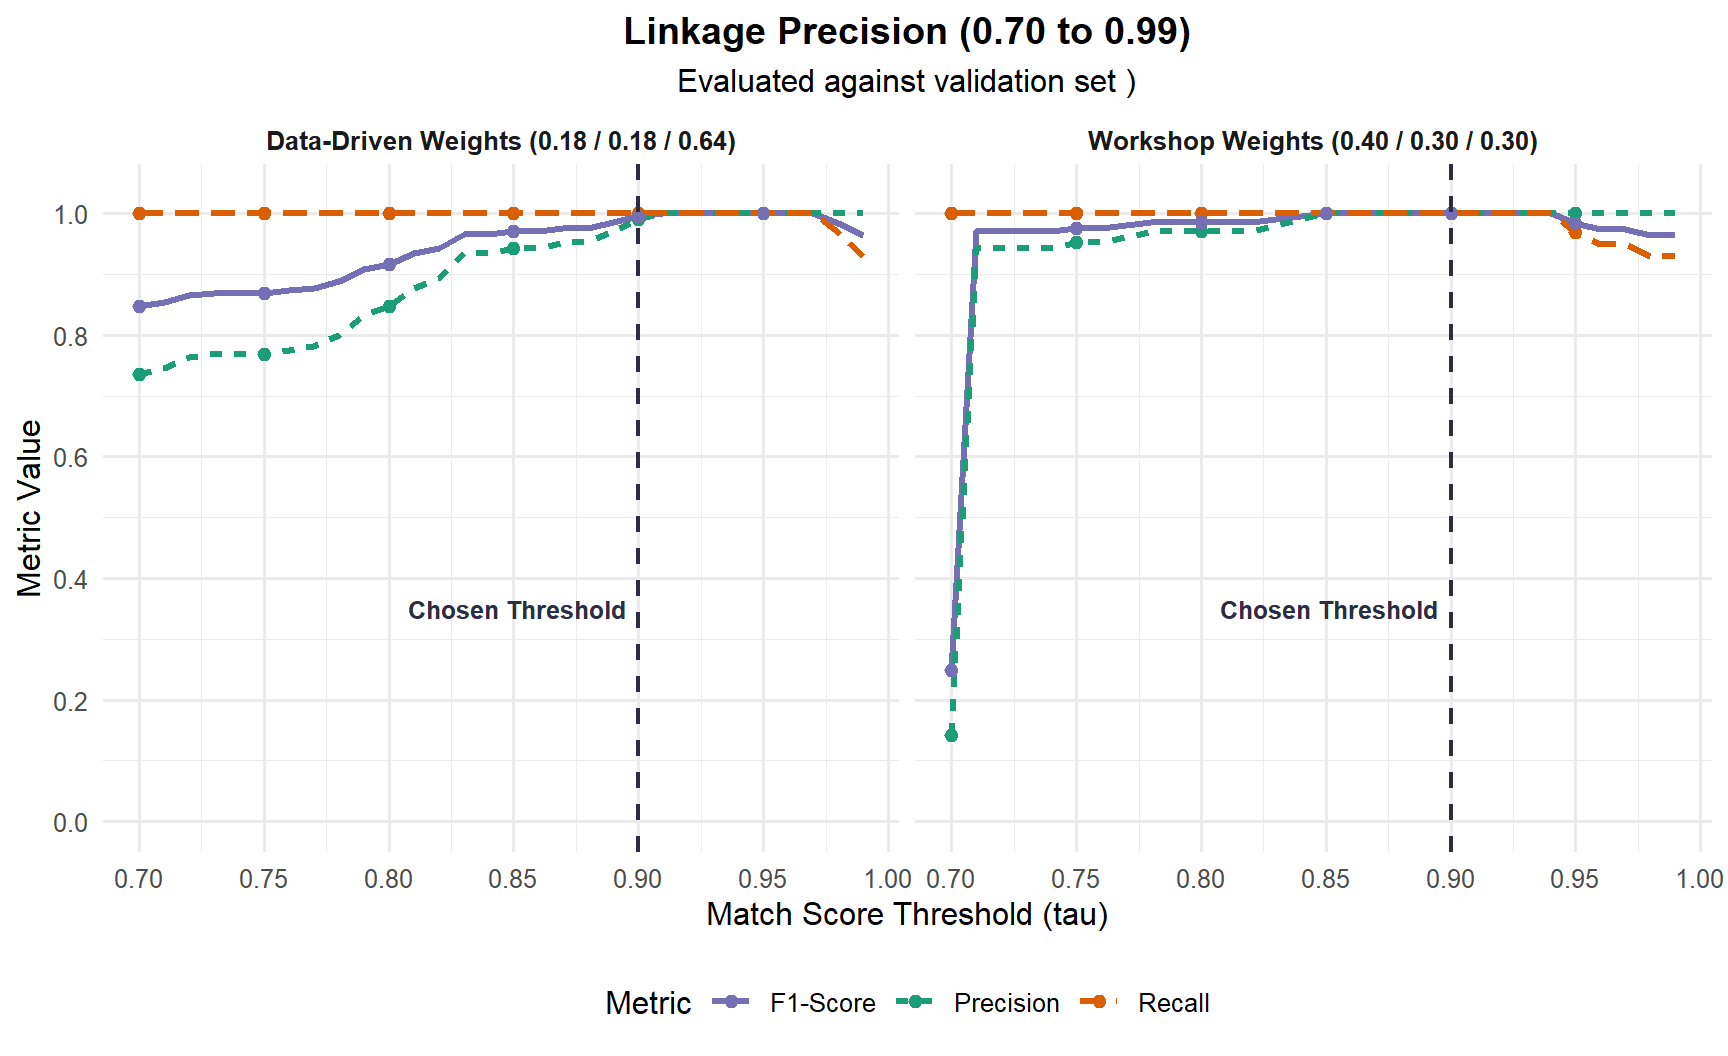 Linkage Precision (0.70 to 0.99)
Evaluated against validation set )
Data-Driven Weights (0.18 / 0.18 / 0.64)
Workshop Weights (0.40 / 0.30 / 0.30)
Metric Value
1.0
0.8
0.6
0.4
0.2
0.0
Chosen Threshold
Chosen Threshold
0.70 0.75 0.80 0.85 0.90 0.95 1.00
0.70 0.75 0.80 0.85 0.90 0.95 1.00
Match Score Threshold (tau)
Metric F1-Score Precision Recall